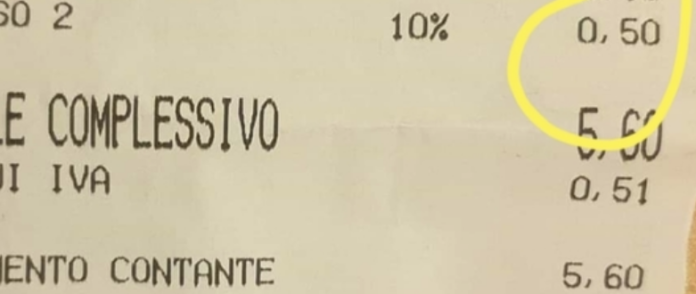 SO 2 10% 0,50
LE COMPLESSIVO 5,60
UI IVA 0,51
MENTO CONTANTE 5,60